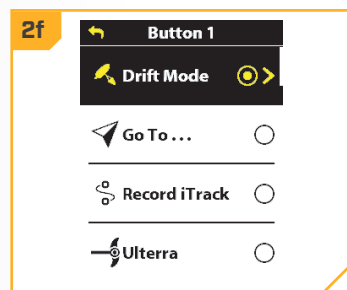 2f
Button 1
Drift Mode
Go To ...
Record iTrack
Ulterra